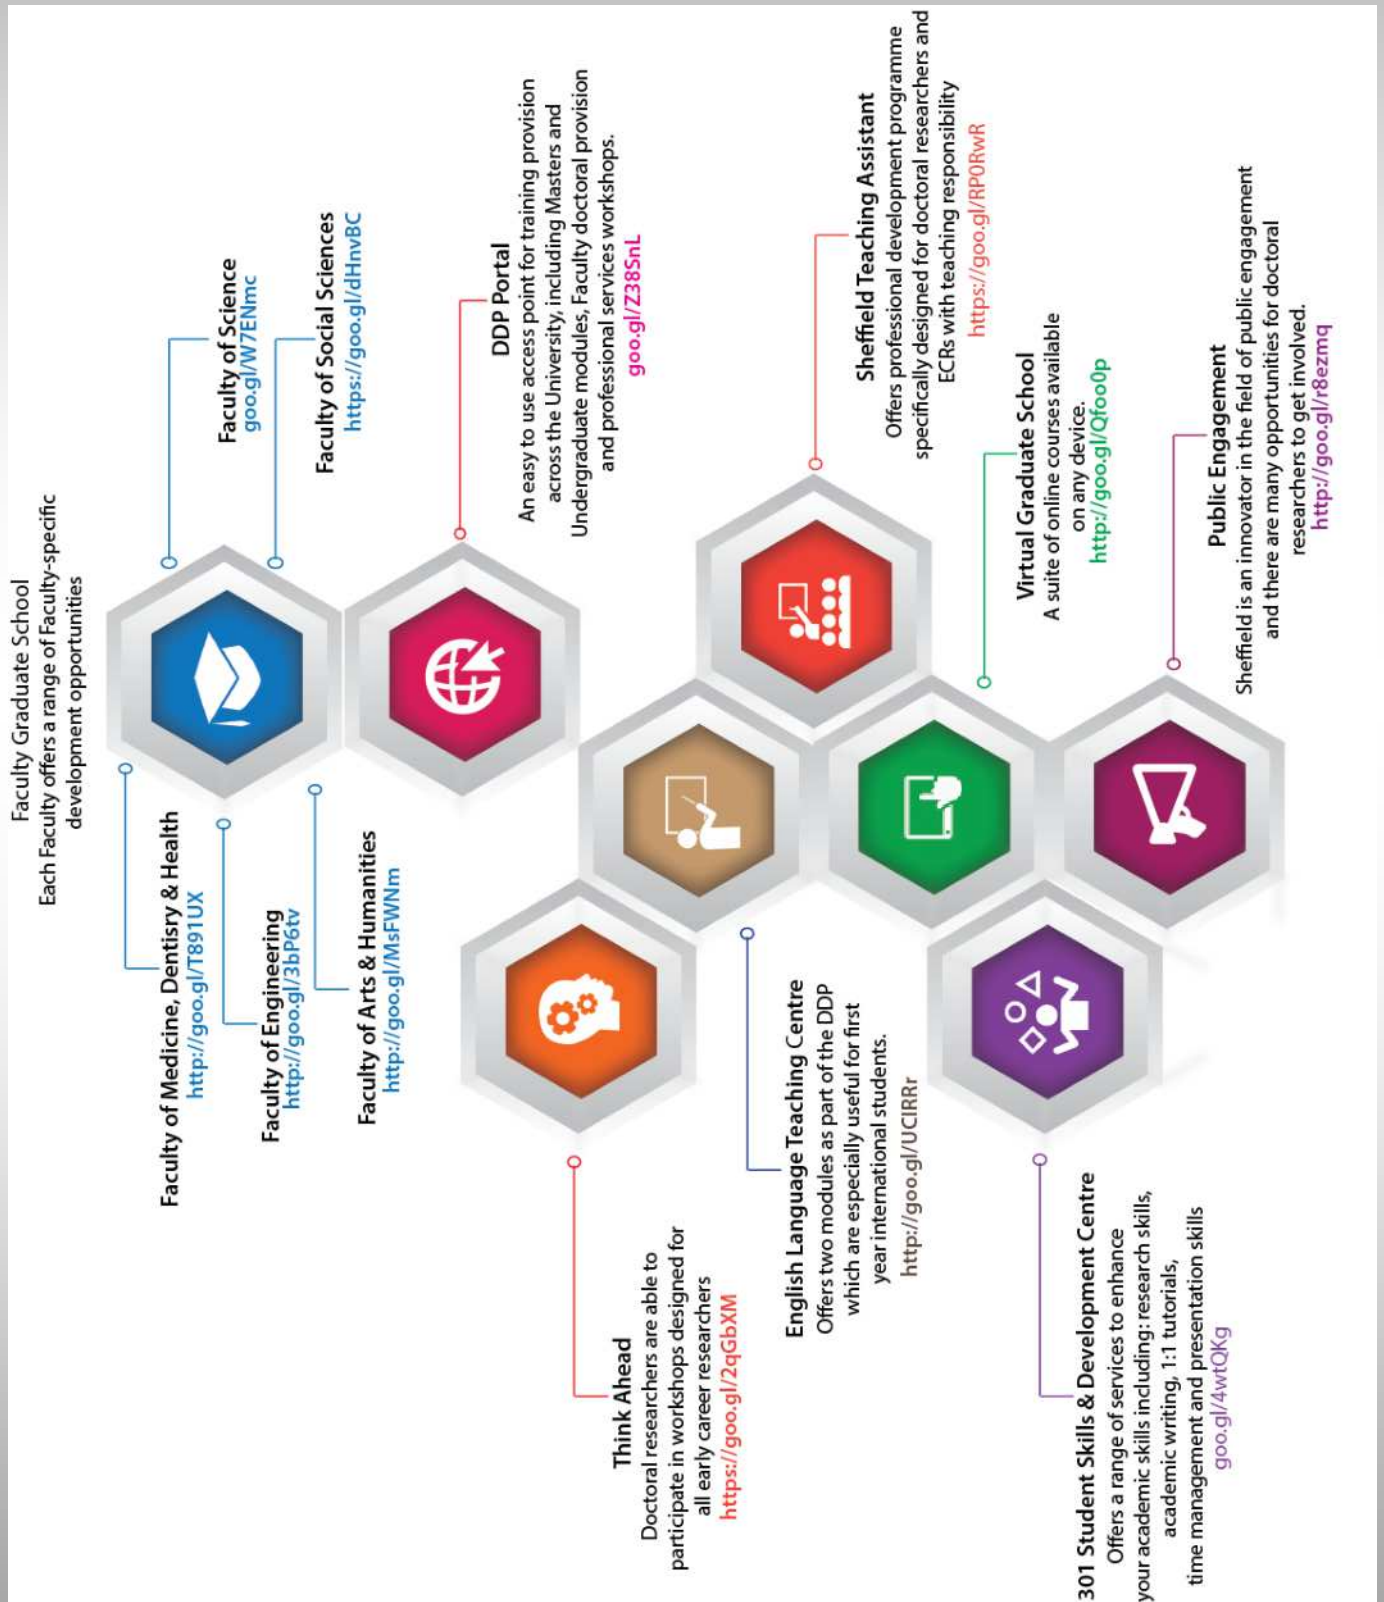 Faculty Graduate School
Each Faculty offers a range of Faculty-specific
development opportunities
Faculty of Medicine, Dentisry & Health
http://goo.gl/T891UX
Faculty of Engineering
http://goo.gl/3bP6tv
Faculty of Arts & Humanities
http://goo.gl/MsFWNm
Faculty of Science
goo.gl/W7ENmc
Faculty of Social Sciences
https://goo.gl/dHnvBC
DDP Portal
An easy to use access point for training provision
across the University, including Masters and
Undergraduate modules, Faculty doctoral provision
and professional services workshops.
goo.gl/Z38SnL
Think Ahead
Doctoral researchers are able to
participate in workshops designed for
all early career researchers
https://goo.gl/2qGbXM
English Language Teaching Centre
Offers two modules as part of the DDP
which are especially useful for first
year international students.
http://goo.gl/UCIRRr
Sheffield Teaching Assistant
Offers professional development programme
specifically designed for doctoral researchers and
ECRs with teaching responsibility
https://goo.gl/RP0RwR
Virtual Graduate School
A suite of online courses available
on any device.
http://goo.gl/Qfoo0p
301 Student Skills & Development Centre
Offers a range of services to enhance
your academic skills including: research skills,
academic writing, 1:1 tutorials,
time management and presentation skills
goo.gl/4wtQKg
Public Engagement
Sheffield is an innovator in the field of public engagement
and there are many opportunities for doctoral
researchers to get involved.
http://goo.gl/r8ezmq